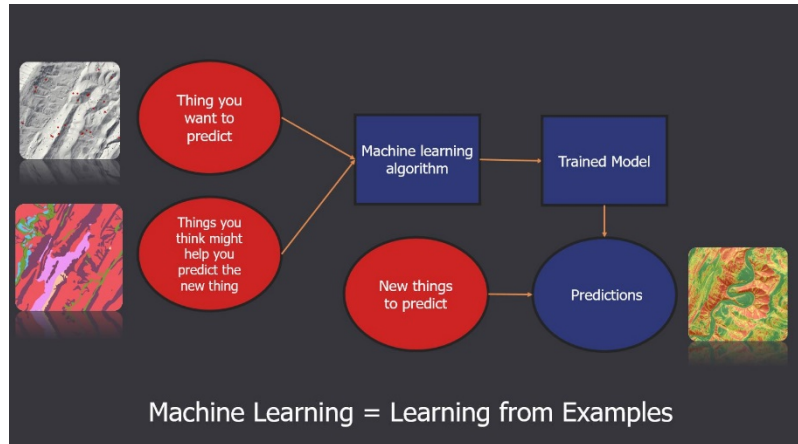 Thing you
want to
predict
Machine learning
algorithm
Trained Model
Things you
think might
help you
predict the
new thing
New things
to predict
Predictions
Machine Learning = Learning from Examples